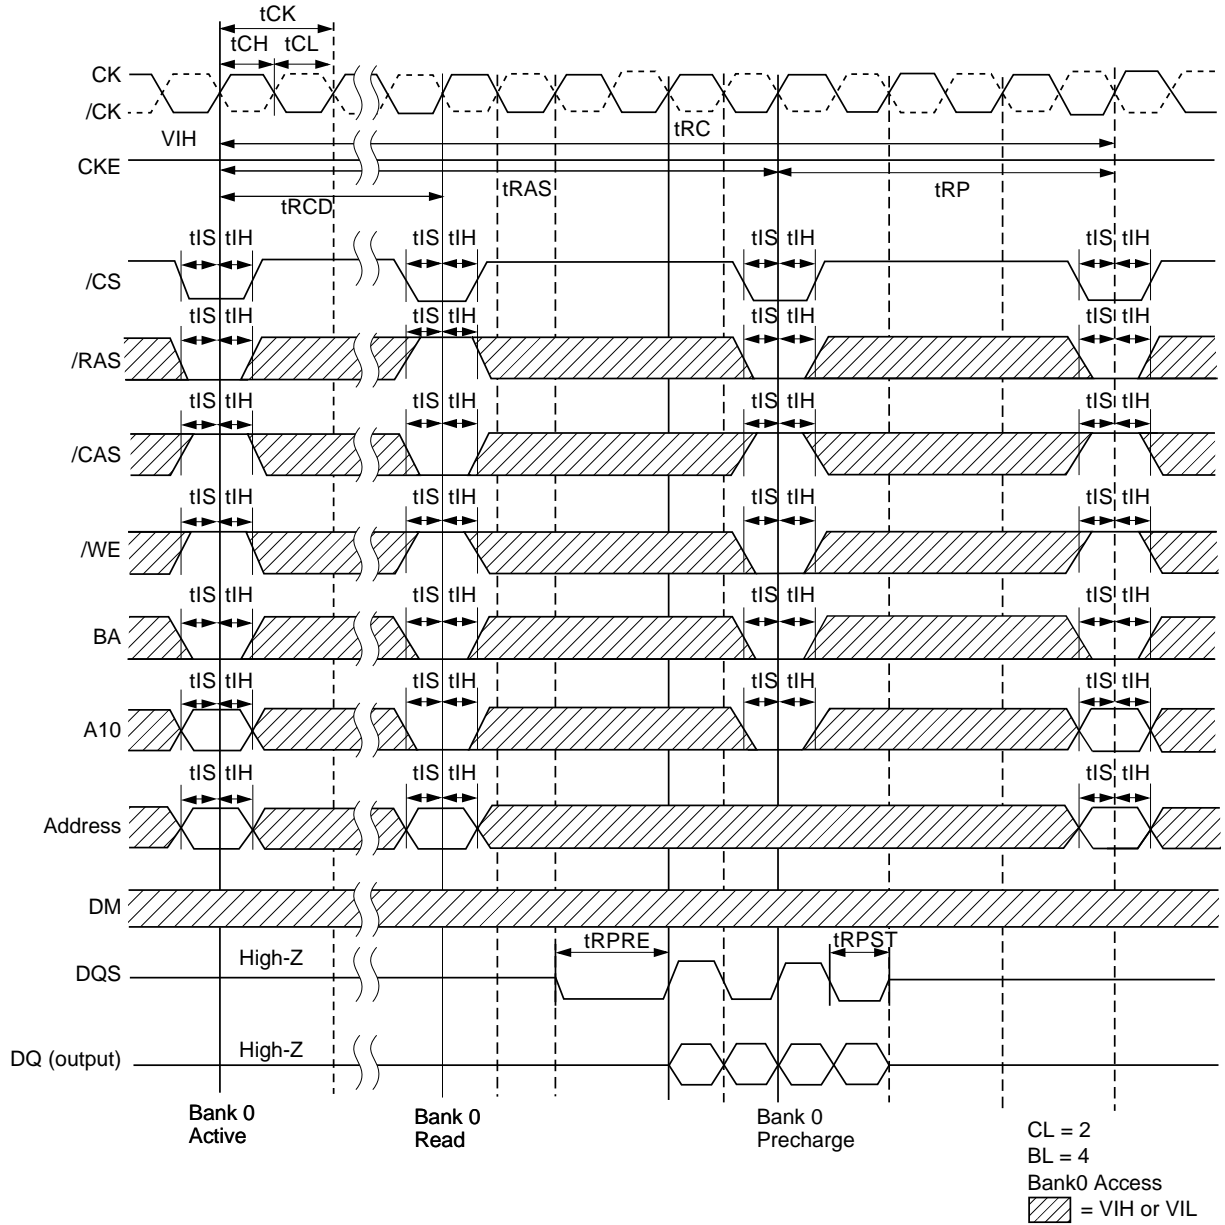 tCK
tCH tCL
CK
/CK
VIH
tRC
CKE
tRAS
tRP
tRCD
tIS tIH tIS tIH tIS tIH tIS tIH
/CS
tIS tIH tIS tIH tIS tIH tIS tIH
/RAS
tIS tIH tIS tIH tIS tIH tIS tIH
/CAS
tIS tIH tIS tIH tIS tIH tIS tIH
/WE
tIS tIH tIS tIH tIS tIH tIS tIH
BA
tIS tIH tIS tIH tIS tIH tIS tIH
A10
tIS tIH tIS tIH tIS tIH
Address
DM
tRPRE tRPST
High-Z
DQS
High-Z
DQ (output)
Bank 0
Active
Bank 0
Read
Bank 0
Precharge
CL = 2
BL = 4
Bank0 Access
= VIH or VIL